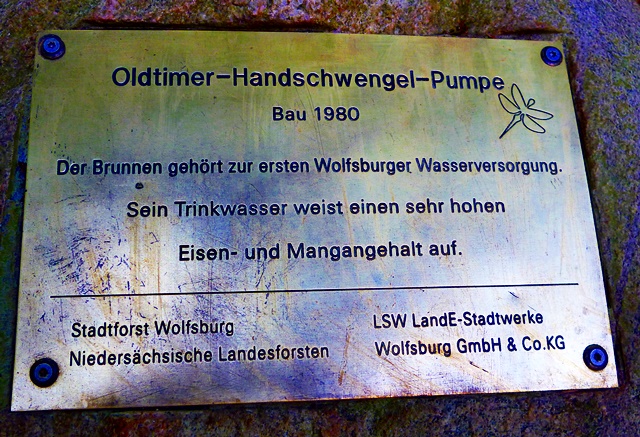 Oldtimer-Handschwengel-Pumpe
Bau 1980
Der Brunnen gehört zur ersten Wolfsburger Wasserversorgung.
Sein Trinkwasser weist einen sehr hohen
Eisen- und Mangangehalt auf.
Stadtforst Wolfsburg
Niedersächsische Landesforsten
LSW LandE-Stadtwerke
Wolfsburg GmbH & Co.KG